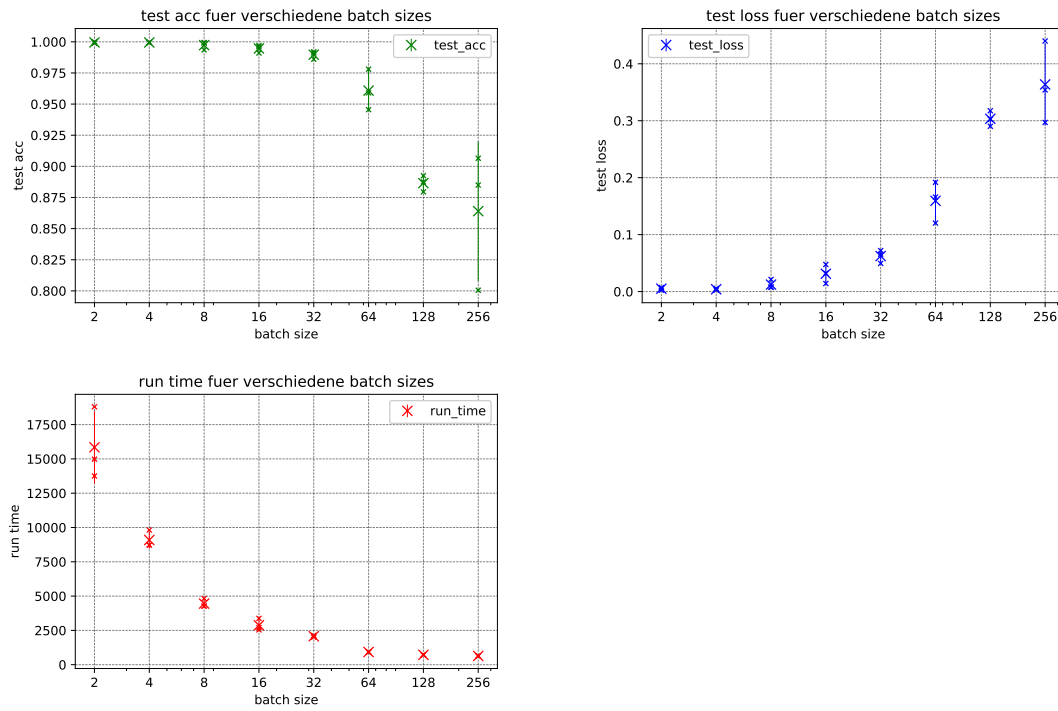 test acc fuer verschiedene batch sizes
1.000
0.975
0.950
0.925
0.900
0.875
0.850
0.825
0.800
test acc
test_acc
2 4 8 16 32 64 128 256
batch size
test loss fuer verschiedene batch sizes
0.4
0.3
0.2
0.1
0.0
test loss
test_loss
2 4 8 16 32 64 128 256
batch size
run time fuer verschiedene batch sizes
17500
15000
12500
10000
7500
5000
2500
0
run time
run_time
2 4 8 16 32 64 128 256
batch size